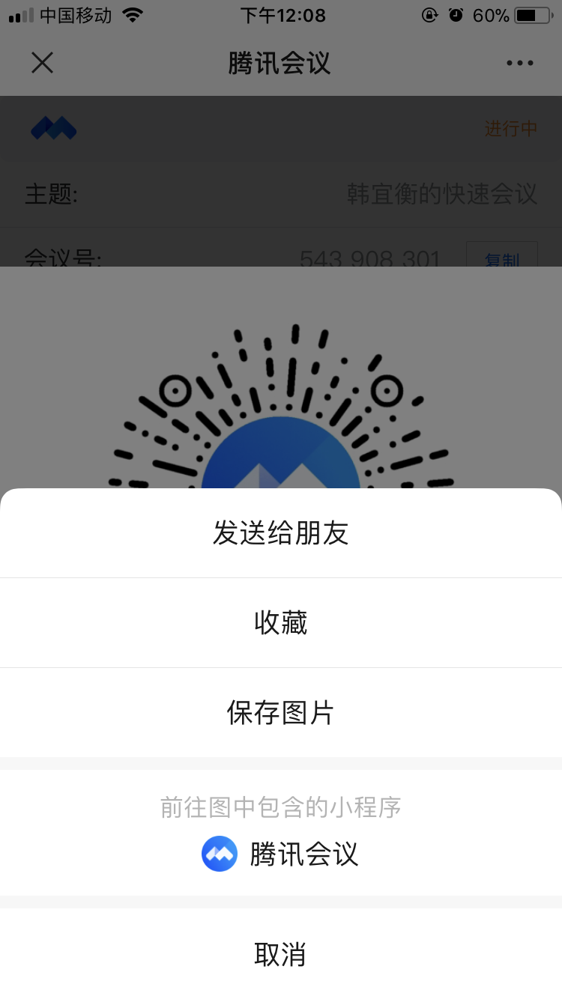 中国移动 下午12:08 60%
腾讯会议
进行中
主题: 韩宜衡的快速会议
会议号: 543 908 301 复制
发送给朋友
收藏
保存图片
前往图中包含的小程序
腾讯会议
取消